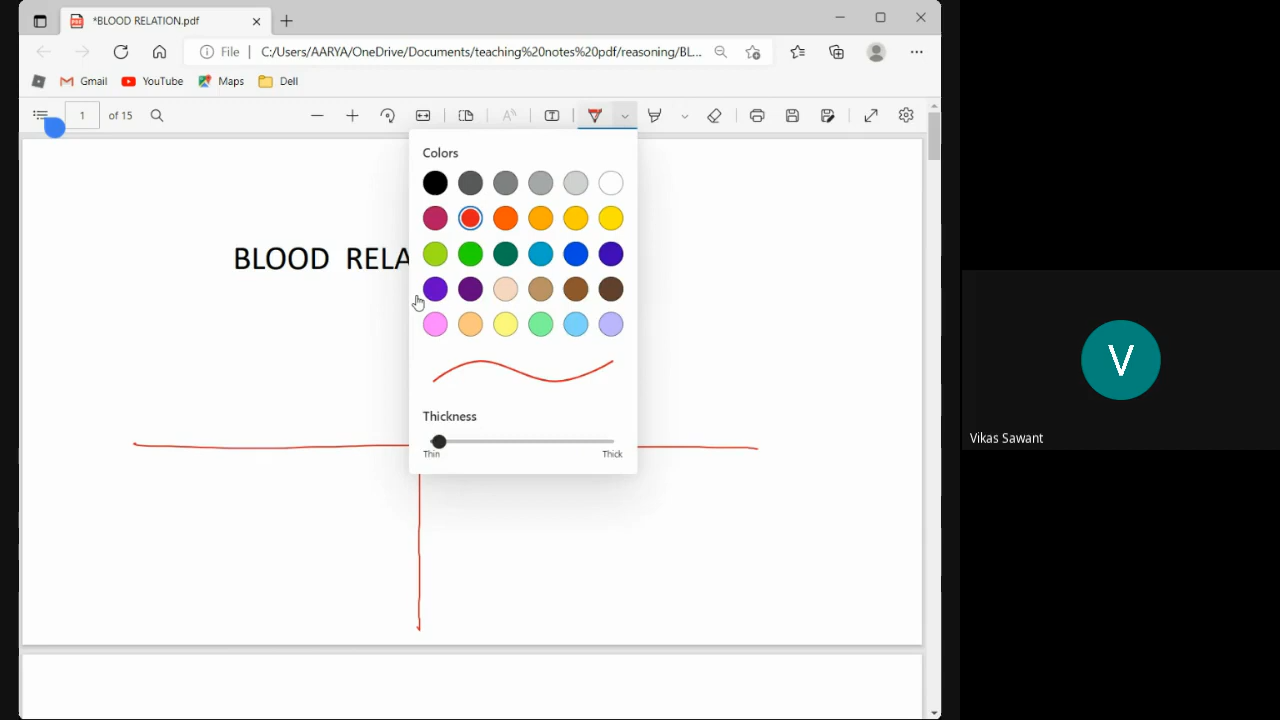 *BLOOD RELATION.pdf
File | C:/Users/AARYA/OneDrive/Documents/teaching%20notes%20pdf/reasoning/BL...
Gmail YouTube Maps Dell
1 of 15
Colors
BLOOD RELA
Thickness
Thin Thick
V
Vikas Sawant